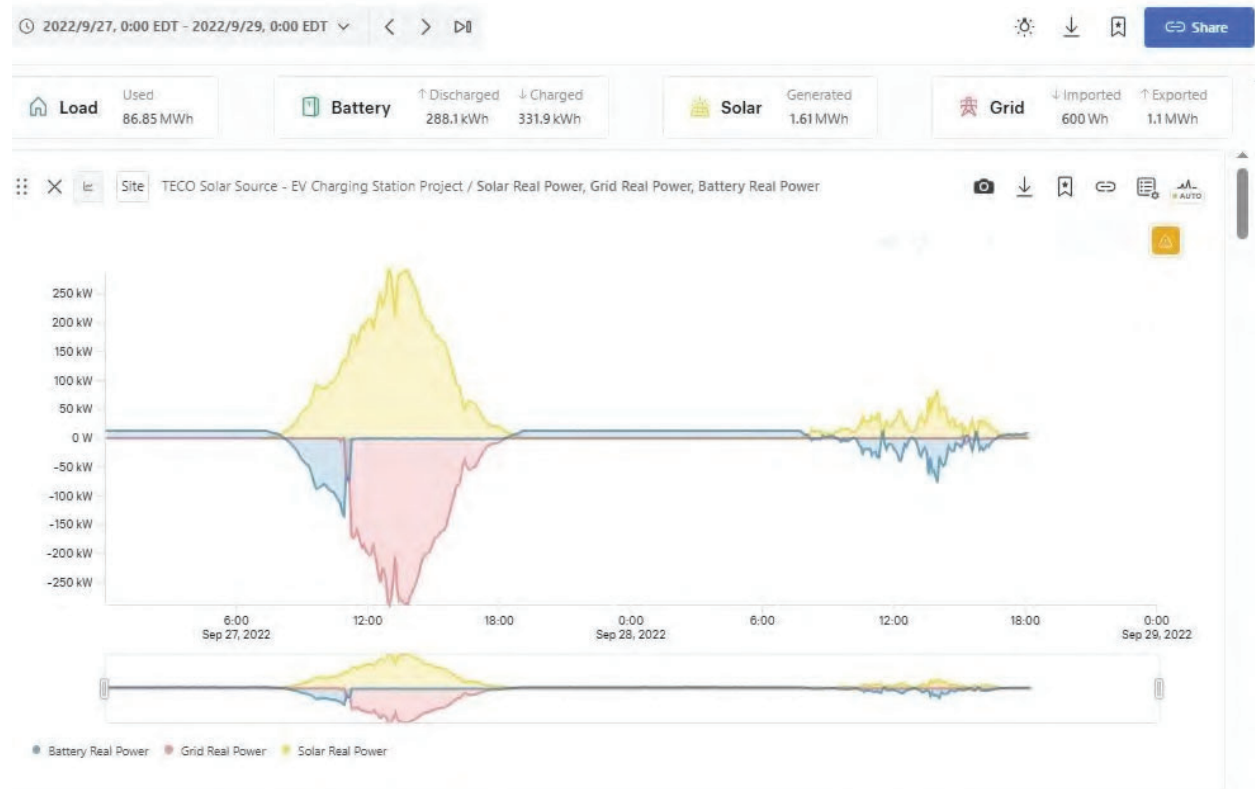 2022/9/27, 0:00 EDT - 2022/9/29, 0:00 EDT
Share
Load
Used
86.85 MWh
Battery
↑ Discharged ↓ Charged
288.1 kWh 331.9 kWh
Solar
Generated
1.61 MWh
Grid
↓ Imported ↑ Exported
600 Wh 1.1 MWh
Site TECO Solar Source - EV Charging Station Project / Solar Real Power, Grid Real Power, Battery Real Power
AUTO
250 kW
200 kW
150 kW
100 kW
50 kW
0 W
-50 kW
-100 kW
-150 kW
-200 kW
-250 kW
6:00 12:00 18:00 0:00 6:00 12:00 18:00 0:00
Sep 27, 2022 Sep 28, 2022 Sep 29, 2022
Battery Real Power Grid Real Power Solar Real Power